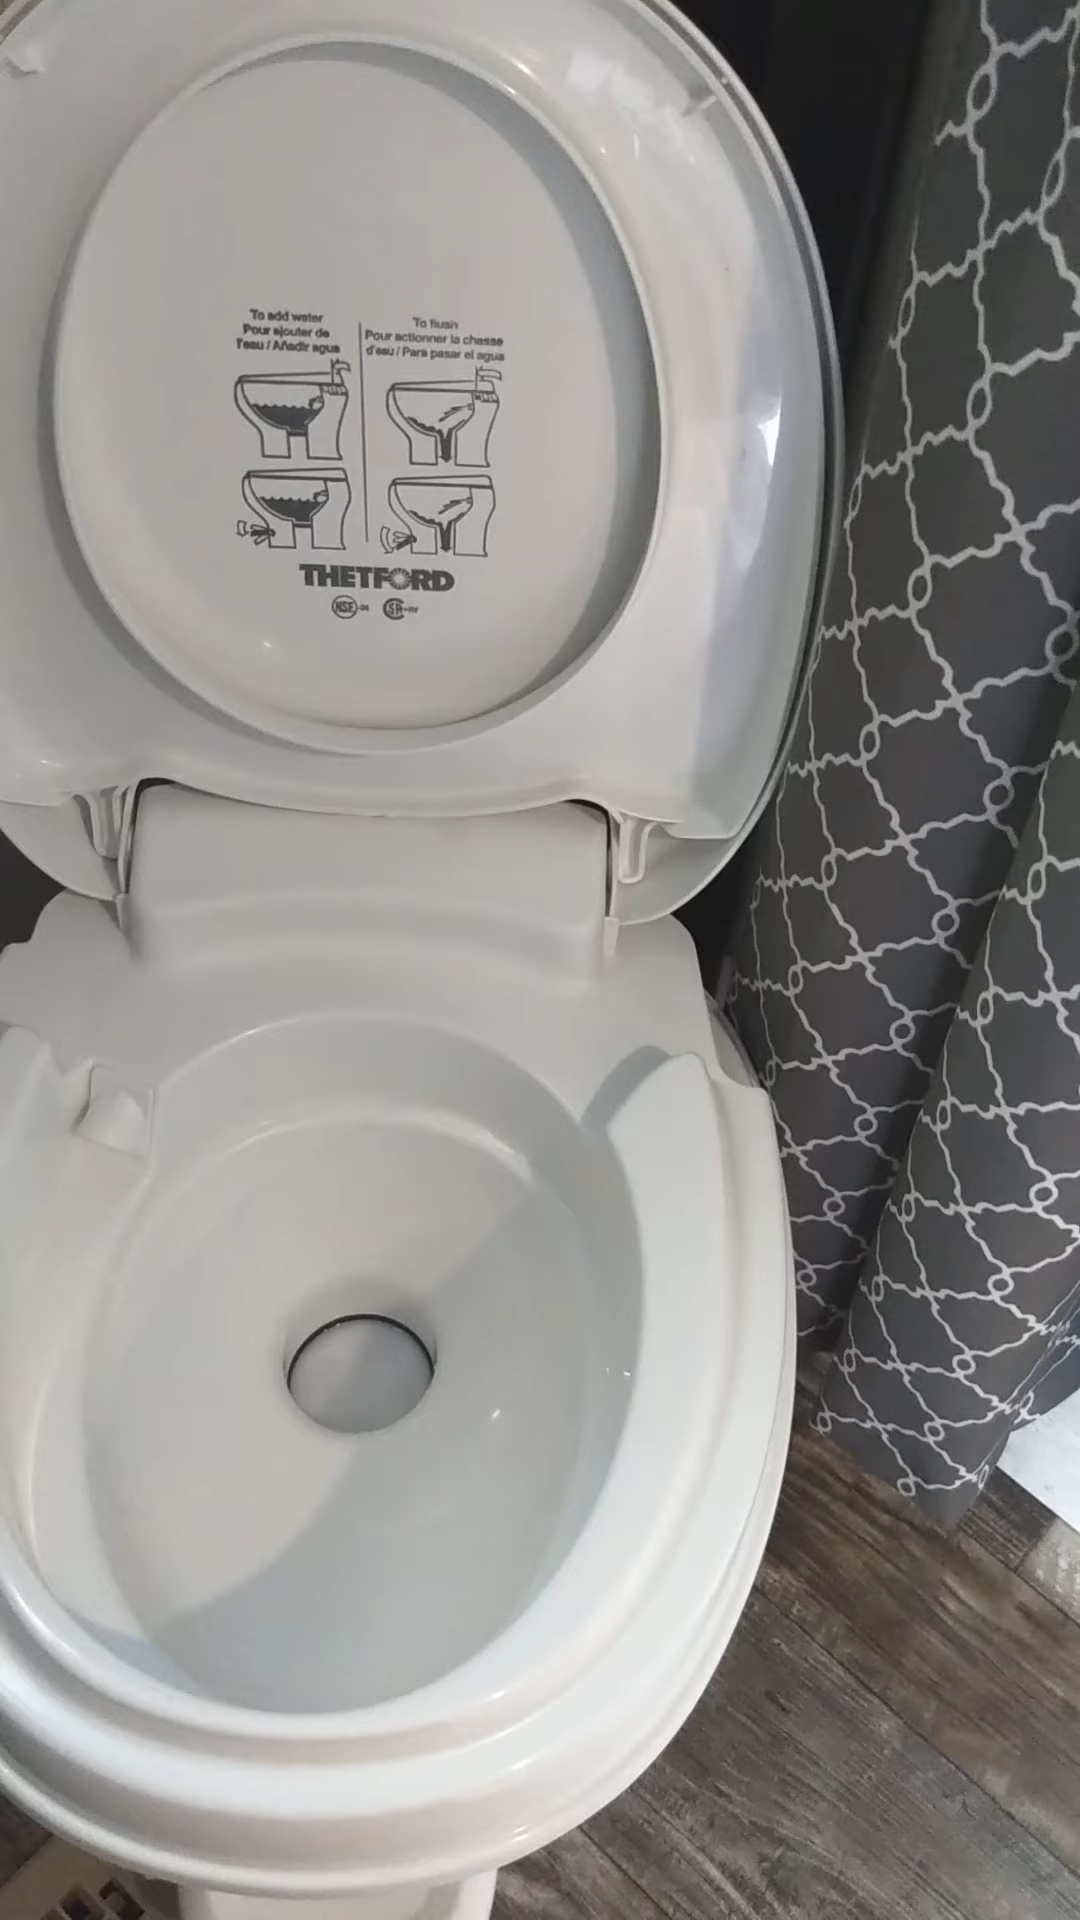 To add water
Pour ajouter de
l'eau / Añadir agua
To flush
Pour actionner la chasse
d'eau / Para pasar el agua
THETFORD
NSF